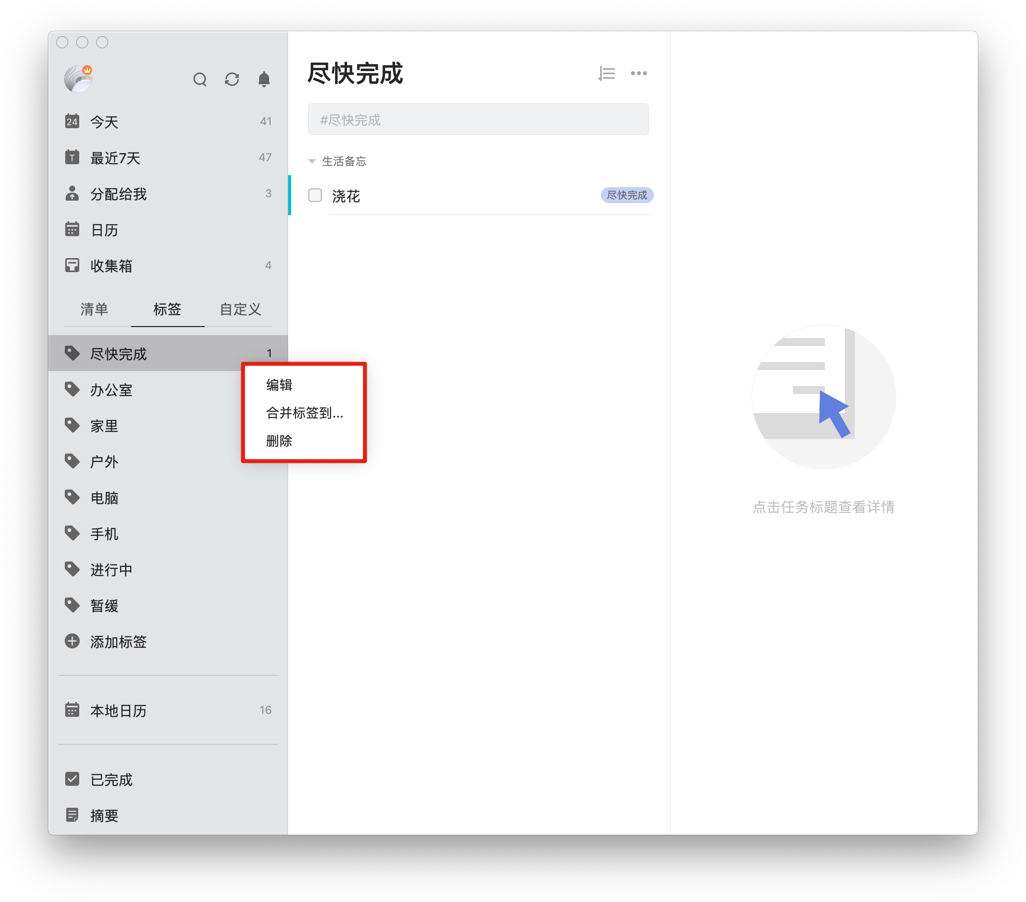 尽快完成
24 今天 41
#尽快完成
T 最近7天 47
生活备忘
分配给我 3
浇花 尽快完成
日历
收集箱 4
清单 标签 自定义
尽快完成 1
编辑
办公室
合并标签到...
家里
删除
户外
电脑
点击任务标题查看详情
手机
进行中
暂缓
添加标签
本地日历 16
已完成
摘要